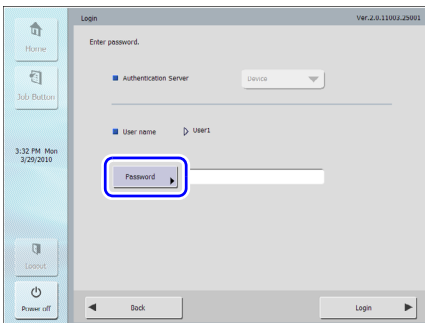 Login
Ver.2.0.11003.25001
Home
Enter password.
Authentication Server
Device
Job Button
User name
User1
3:32 PM Mon
3/29/2010
Password
Logout
Power off
Back
Login